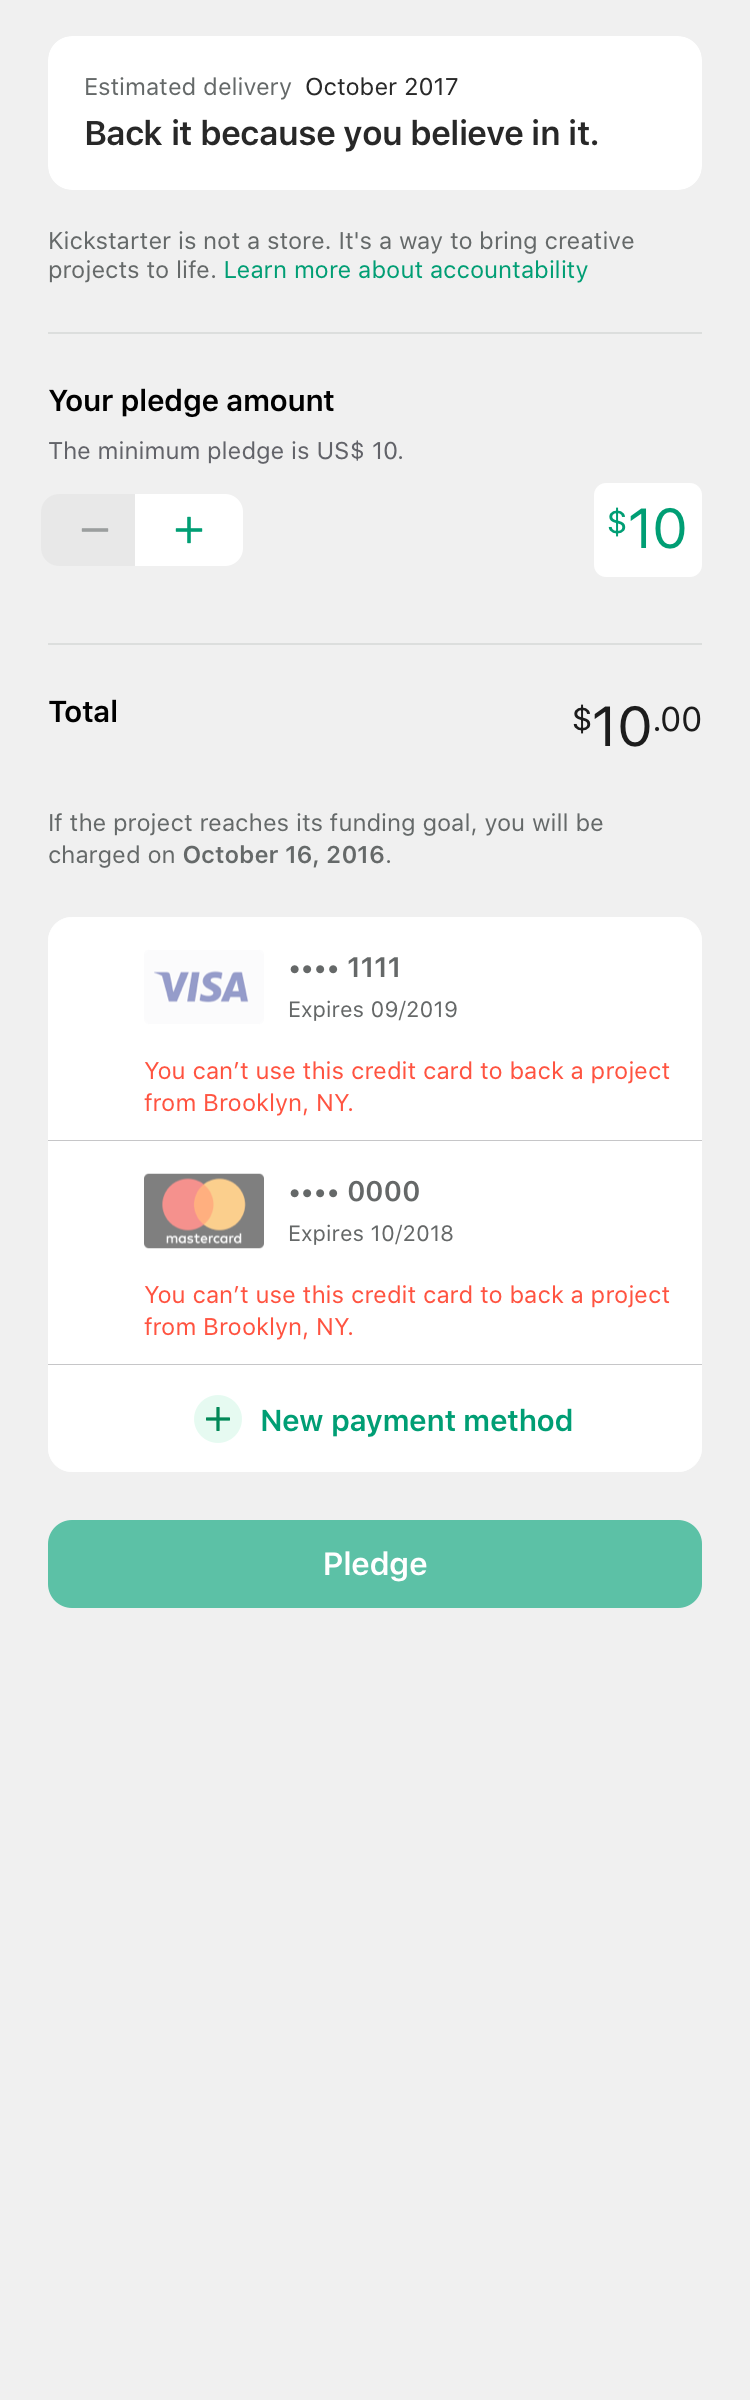 Estimated delivery October 2017
Back it because you believe in it.
Kickstarter is not a store. It's a way to bring creative
projects to life. Learn more about accountability
Your pledge amount
The minimum pledge is US$ 10.
− +
$10
Total
$10.00
If the project reaches its funding goal, you will be
charged on October 16, 2016.
VISA
•••• 1111
Expires 09/2019
You can’t use this credit card to back a project
from Brooklyn, NY.
mastercard
•••• 0000
Expires 10/2018
You can’t use this credit card to back a project
from Brooklyn, NY.
+ New payment method
Pledge